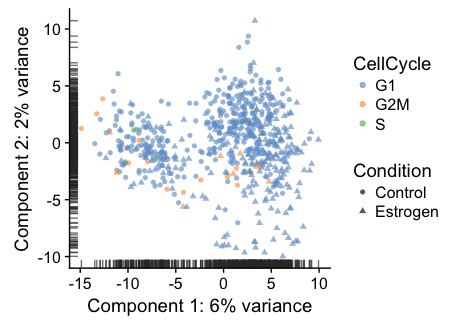 10
5
0
-5
-10
Component 2: 2% variance
-15
-10
-5
0
5
10
Component 1: 6% variance
CellCycle
G1
G2M
S
Condition
Control
Estrogen